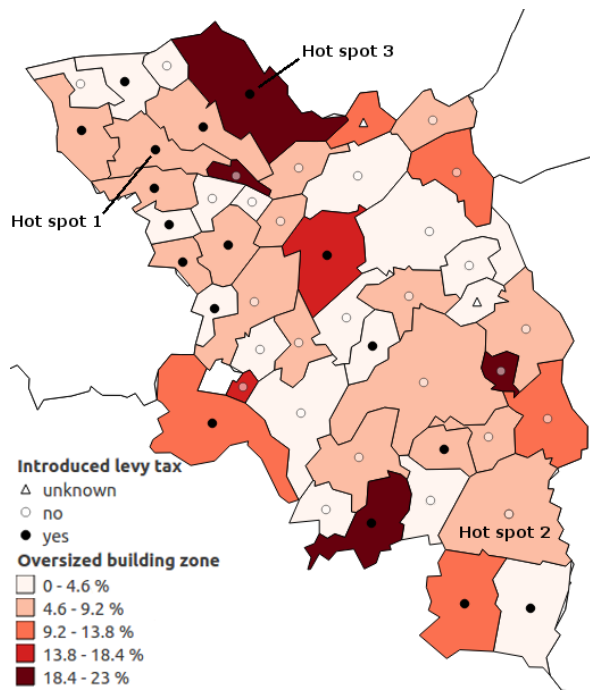 Hot spot 3
Hot spot 1
Introduced levy tax
unknown
no
yes
Hot spot 2
Oversized building zone
0 - 4.6 %
4.6 - 9.2 %
9.2 - 13.8 %
13.8 - 18.4 %
18.4 - 23 %